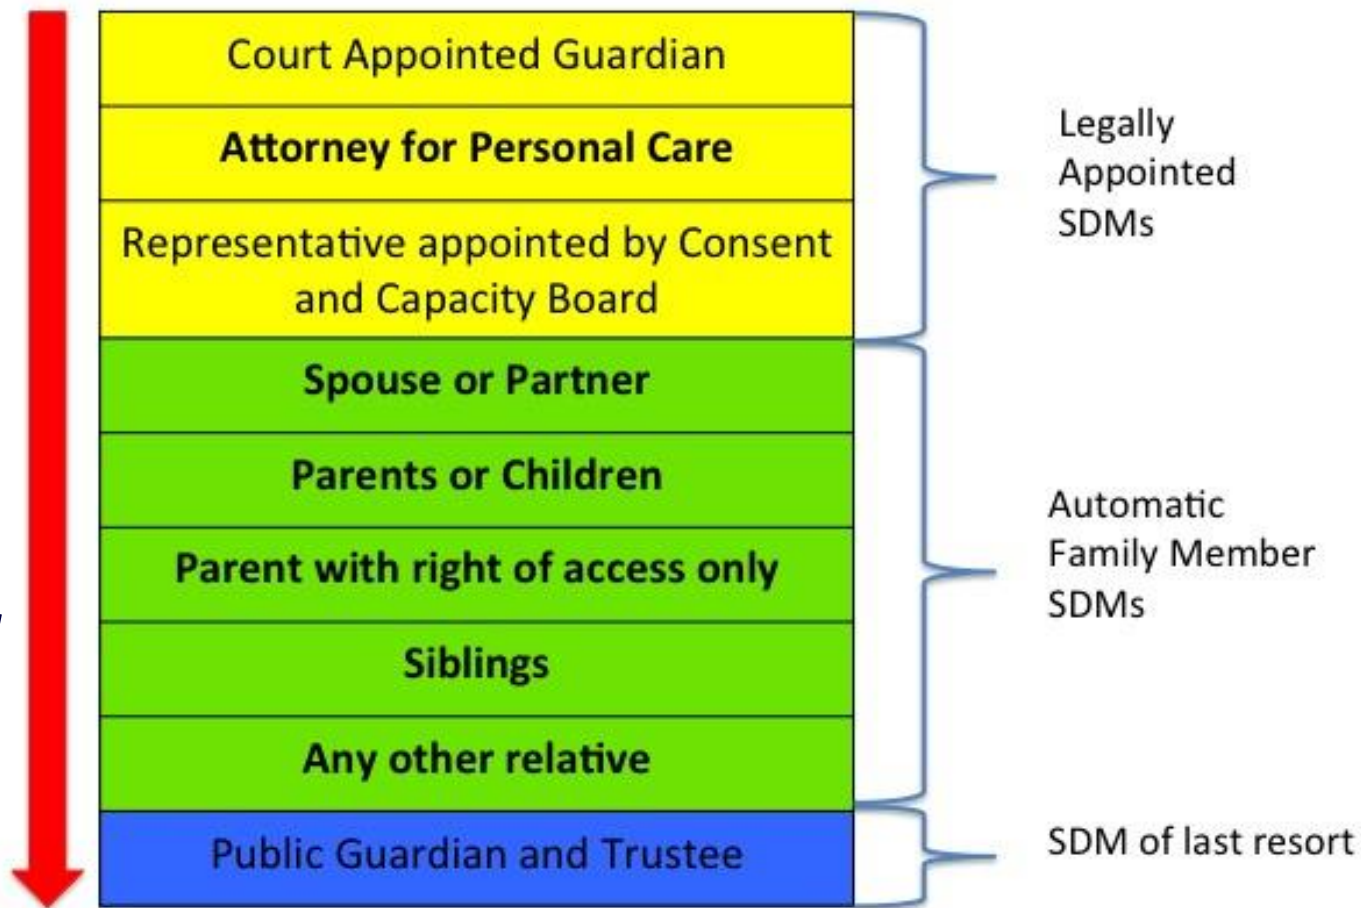 Court Appointed Guardian
Attorney for Personal Care
Representative appointed by Consent
and Capacity Board
Legally
Appointed
SDMs
Spouse or Partner
Parents or Children
Parent with right of access only
Siblings
Any other relative
Automatic
Family Member
SDMs
Public Guardian and Trustee
SDM of last resort